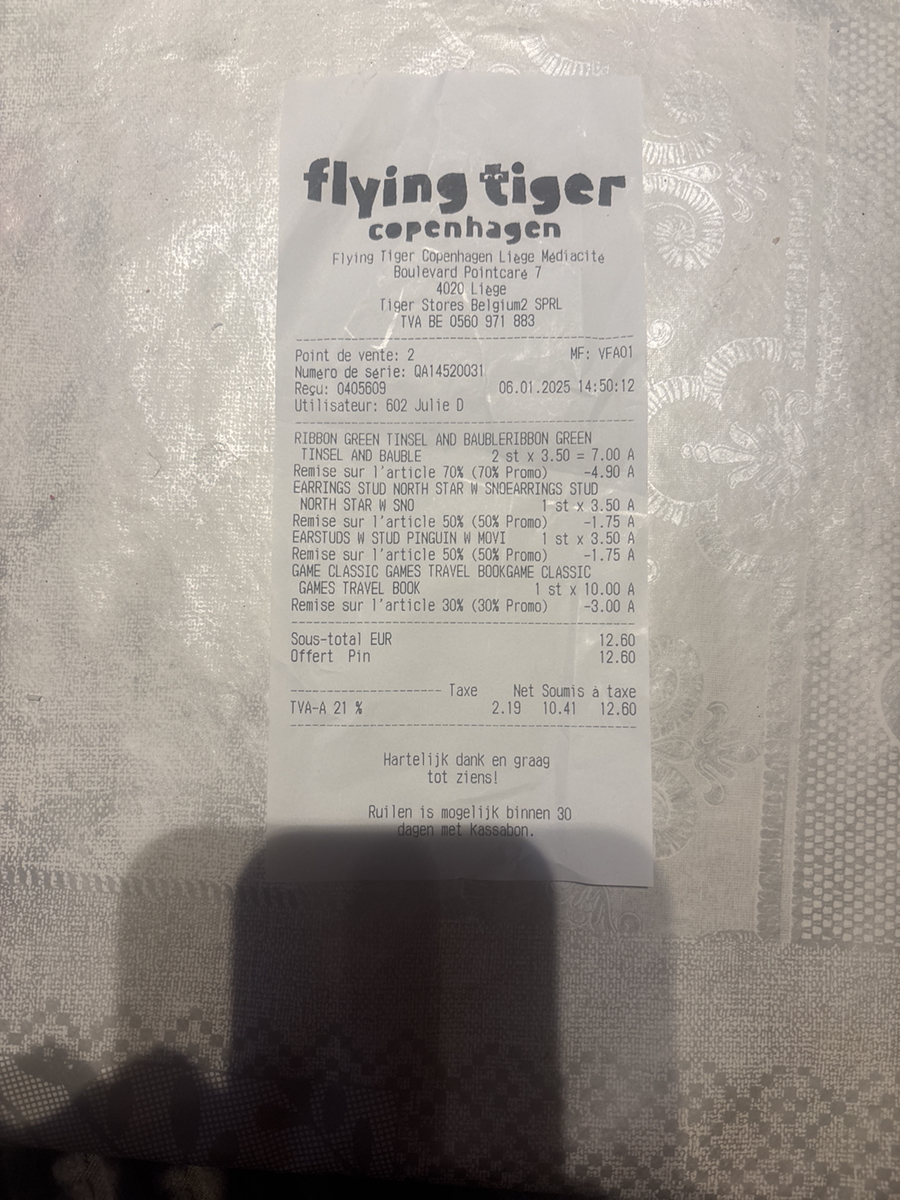 flying tiger
copenhagen
Flying Tiger Copenhagen Liège Médiacité
Boulevard Pointcaré 7
4020 Liège
Tiger Stores Belgium2 SPRL
TVA BE 0560 971 883
Point de vente: 2 MF: VFA01
Numéro de série: QA14520031
Reçu: 0405609 06.01.2025 14:50:12
Utilisateur: 602 Julie D
RIBBON GREEN TINSEL AND BAUBLERIBBON GREEN
TINSEL AND BAUBLE 2 st x 3.50 = 7.00 A
Remise sur l'article 70% (70% Promo) -4.90 A
EARRINGS STUD NORTH STAR W SNOEARRINGS STUD
NORTH STAR W SNO 1 st x 3.50 A
Remise sur l'article 50% (50% Promo) -1.75 A
EARSTUDS W STUD PINGUIN W MOVI 1 st x 3.50 A
Remise sur l'article 50% (50% Promo) -1.75 A
GAME CLASSIC GAMES TRAVEL BOOKGAME CLASSIC
GAMES TRAVEL BOOK 1 st x 10.00 A
Remise sur l'article 30% (30% Promo) -3.00 A
Sous-total EUR 12.60
Offert Pin 12.60
Taxe Net Soumis à taxe
TVA-A 21 % 2.19 10.41 12.60
Hartelijk dank en graag
tot ziens!
Ruilen is mogelijk binnen 30
dagen met Kassabon.